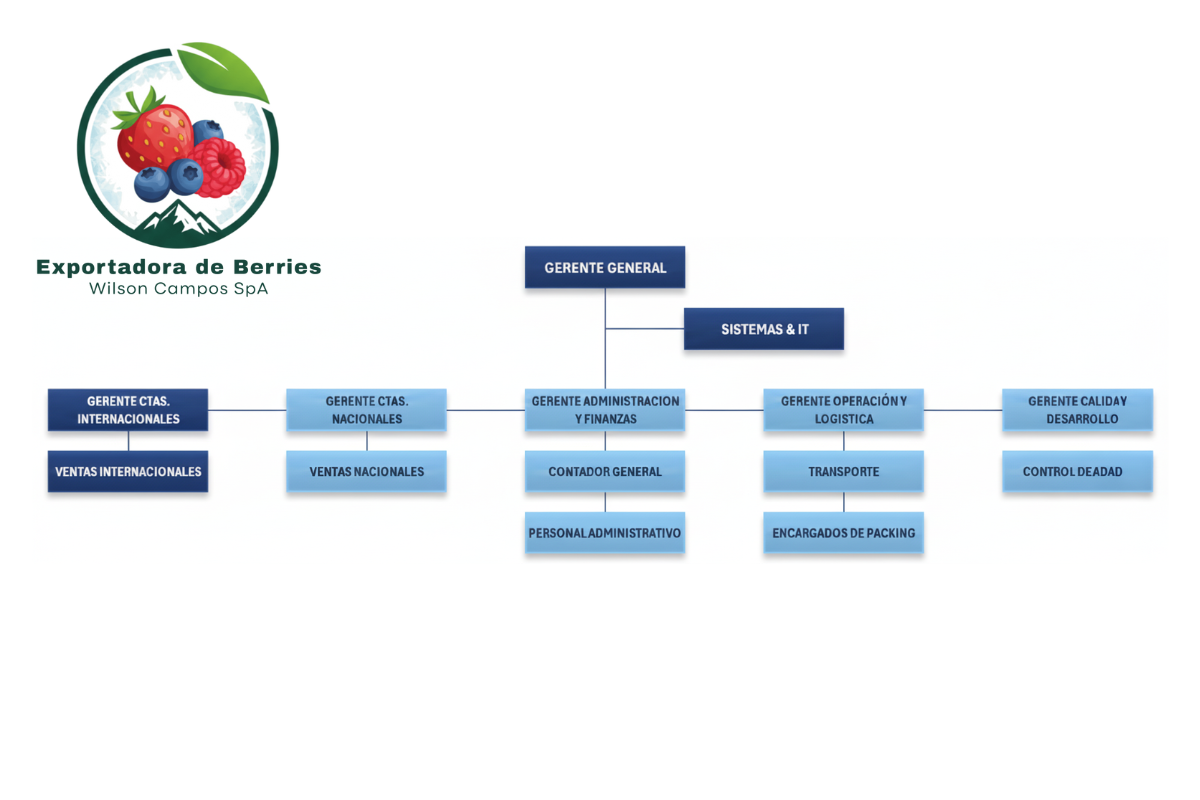 Exportadora de Berries
Wilson Campos SpA
GERENTE GENERAL
SISTEMAS & IT
GERENTE CTAS.
INTERNACIONALES
GERENTE CTAS.
NACIONALES
GERENTE ADMINISTRACION
Y FINANZAS
GERENTE OPERACIÓN Y
LOGISTICA
GERENTE CALIDAY
DESARROLLO
VENTAS INTERNACIONALES
VENTAS NACIONALES
CONTADOR GENERAL
TRANSPORTE
CONTROL DEADAD
PERSONAL ADMINISTRATIVO
ENCARGADOS DE PACKING